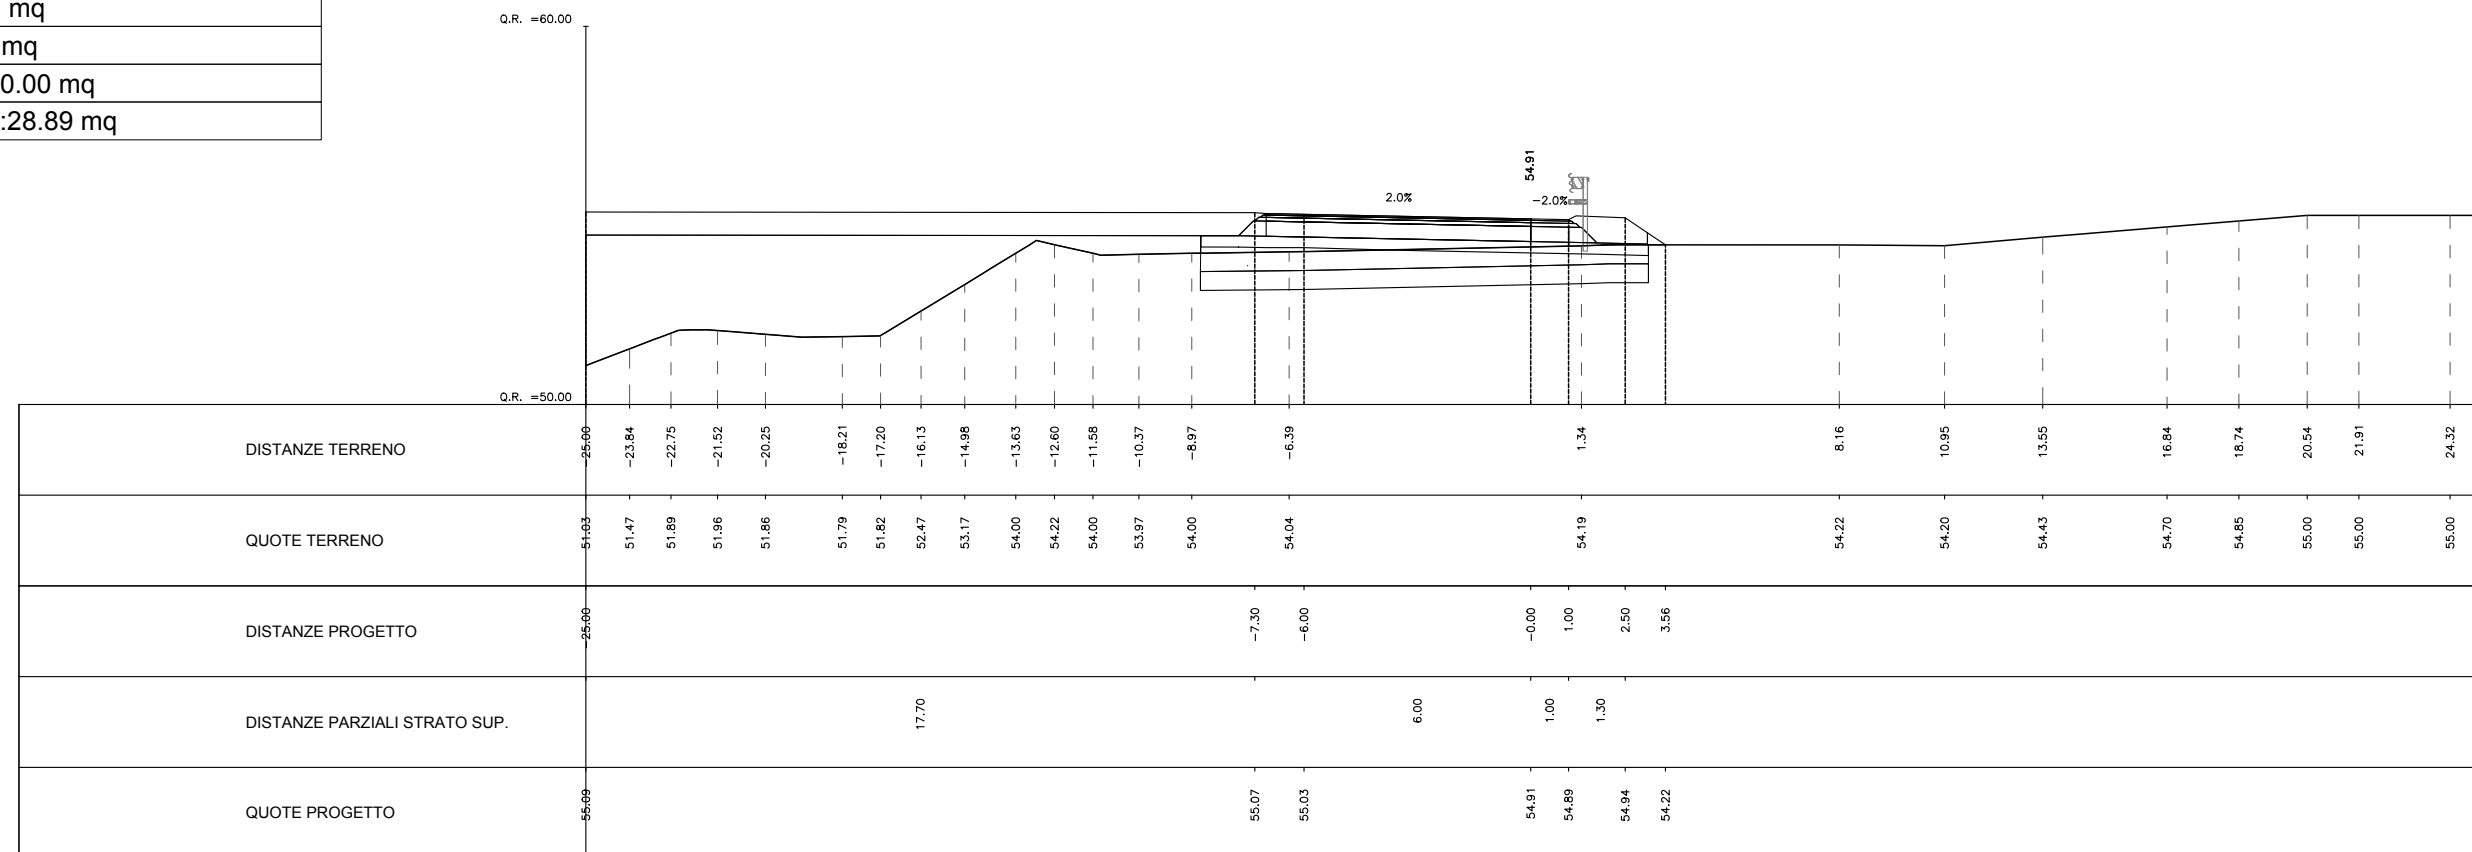 mq
mq
0.00 mq
:28.89 mq
Q.R. =60.00
54.91
2.0%
-2.0%
Q.R. =50.00
DISTANZE TERRENO
-25.00 -23.84 -22.75 -21.52 -20.25 -18.21 -17.20 -16.13 -14.98 -13.63 -12.60 -11.58 -10.37 -8.97 -6.39 1.34 8.16 10.95 13.55 16.84 18.74 20.54 21.91 24.32
QUOTE TERRENO
51.03 51.47 51.89 51.96 51.86 51.79 51.82 52.47 53.17 54.00 54.22 54.00 53.97 54.00 54.04 54.19 54.22 54.20 54.43 54.70 54.85 55.00 55.00 55.00
DISTANZE PROGETTO
-25.00 -7.30 -6.00 -0.00 1.00 2.50 3.56
DISTANZE PARZIALI STRATO SUP.
17.70 6.00 1.00 1.30
QUOTE PROGETTO
55.09 55.07 55.03 54.91 54.89 54.94 54.22